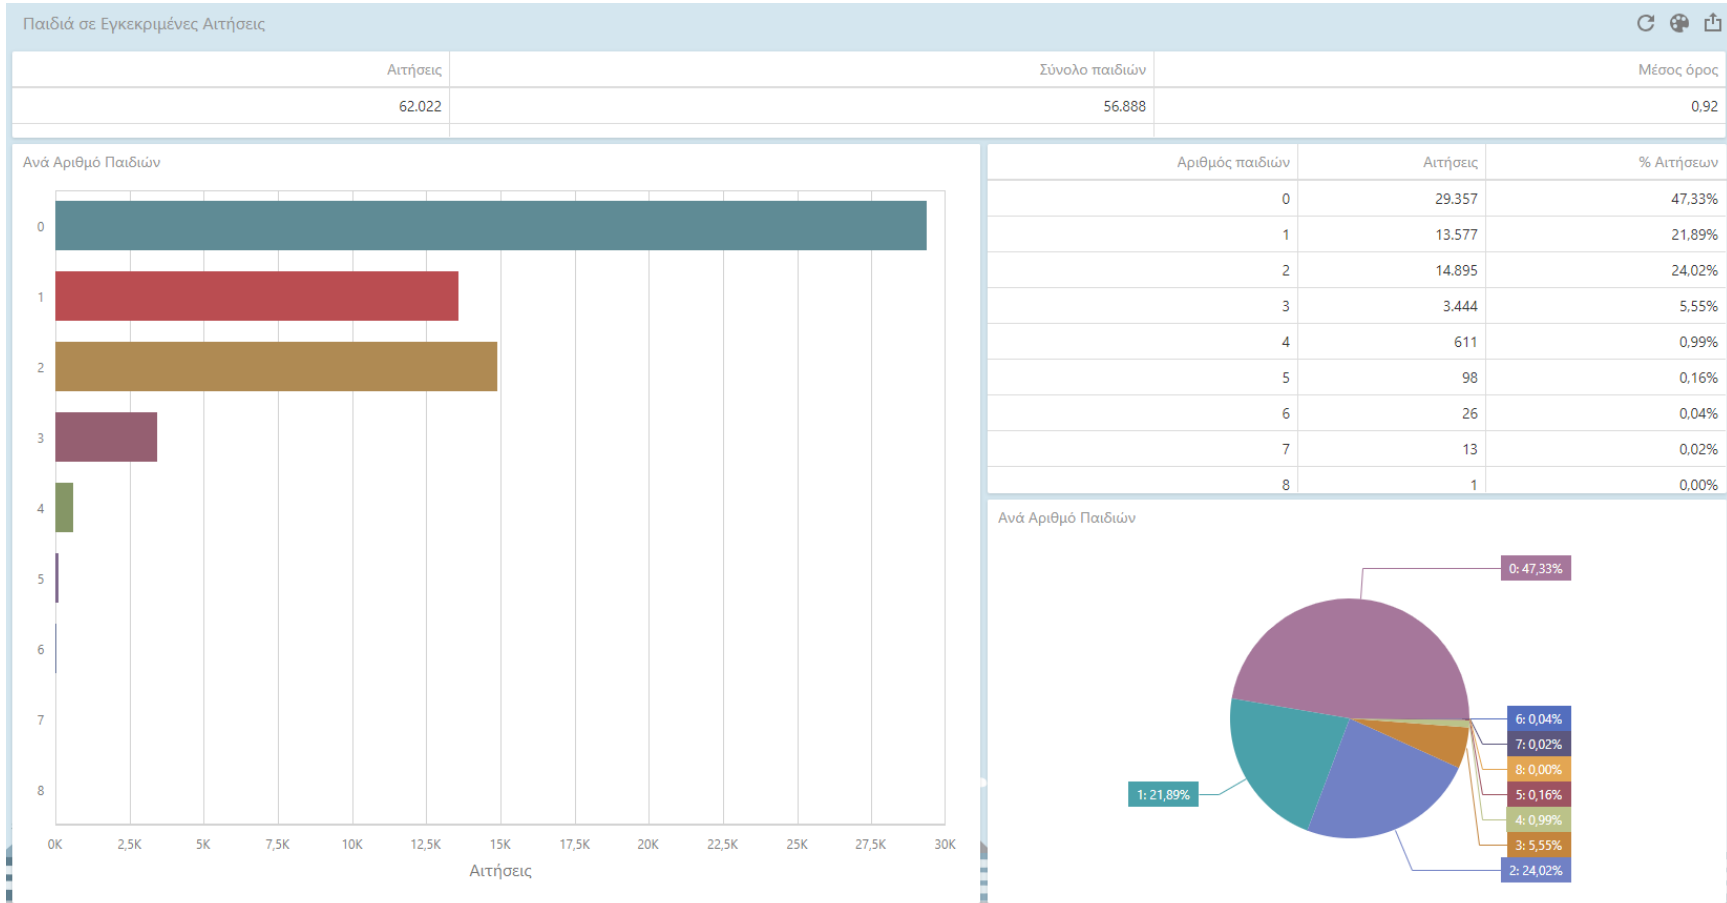 Παιδιά σε Εγκεκριμένες Αιτήσεις
Αιτήσεις Σύνολο παιδιών Μέσος όρος
62.022 56.888 0,92
Ανά Αριθμό Παιδιών
0
1
2
3
4
5
6
7
8
0K 2,5K 5K 7,5K 10K 12,5K 15K 17,5K 20K 22,5K 25K 27,5K 30K
Αιτήσεις
Αριθμός παιδιών Αιτήσεις % Αιτήσεων
0 29.357 47,33%
1 13.577 21,89%
2 14.895 24,02%
3 3.444 5,55%
4 611 0,99%
5 98 0,16%
6 26 0,04%
7 13 0,02%
8 1 0,00%
Ανά Αριθμό Παιδιών
0: 47,33%
6: 0,04%
7: 0,02%
8: 0,00%
1: 21,89%
5: 0,16%
4: 0,99%
3: 5,55%
2: 24,02%